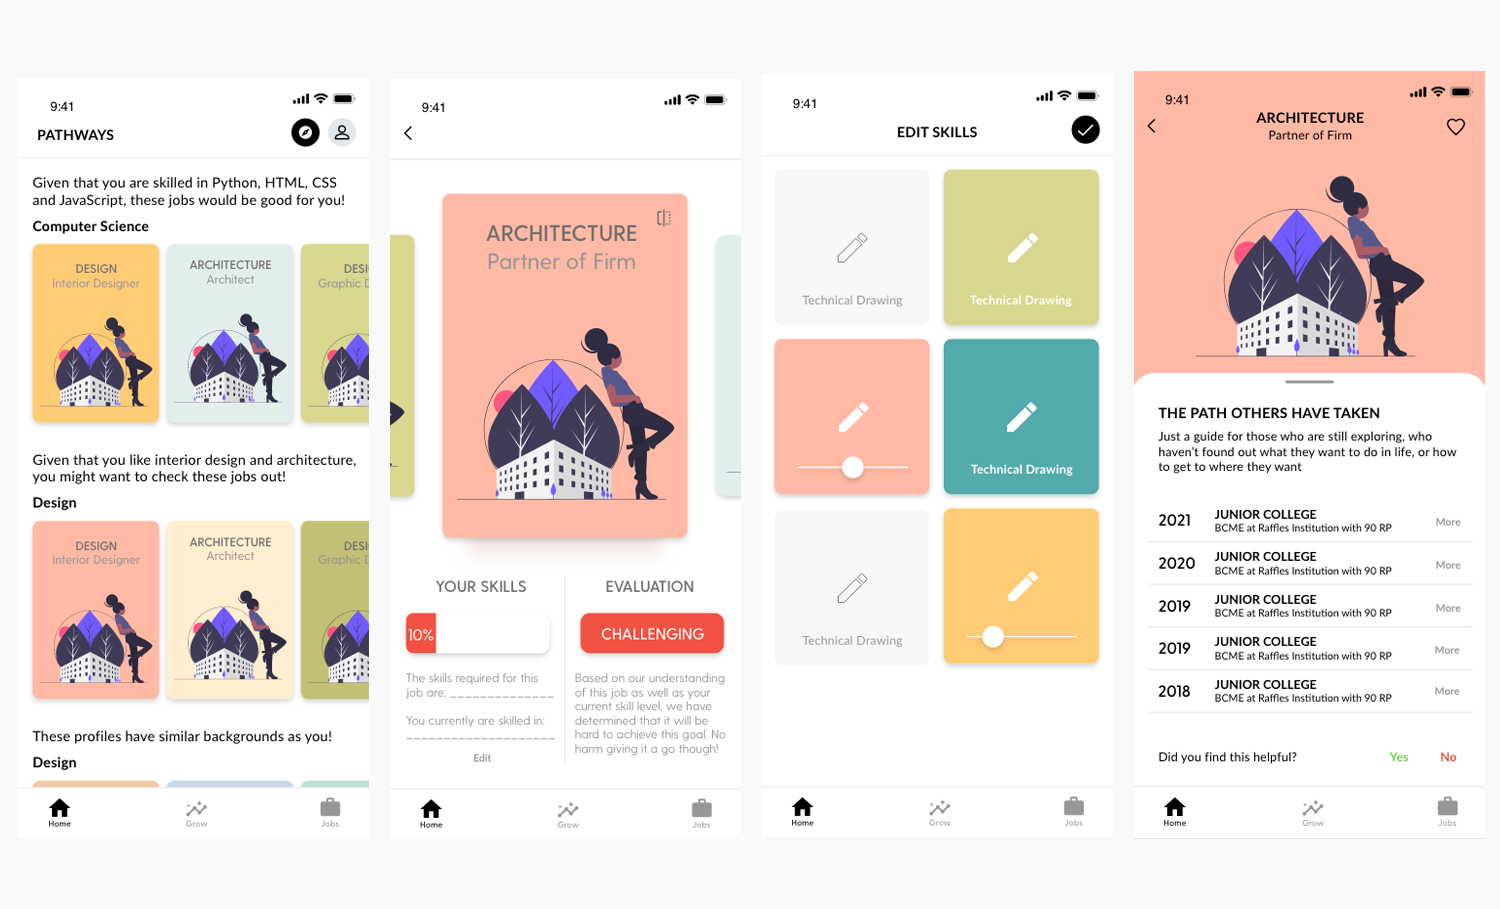 9:41
PATHWAYS
Given that you are skilled in Python, HTML, CSS
and JavaScript, these jobs would be good for you!
Computer Science
DESIGN
Interior Designer
ARCHITECTURE
Architect
DESI
Graphic D
Given that you like interior design and architecture,
you might want to check these jobs out!
Design
DESIGN
Interior Designer
ARCHITECTURE
Architect
DESI
Graphic D
These profiles have similar backgrounds as you!
Design
Home
Grow
Jobs
9:41
ARCHITECTURE
Partner of Firm
YOUR SKILLS
10%
The skills required for this
job are: _______________
You currently are skilled in:
_____________________
Edit
EVALUATION
CHALLENGING
Based on our understanding
of this job as well as your
current skill level, we have
determined that it will be
hard to achieve this goal. No
harm giving it a go though!
Home
Grow
Jobs
9:41
EDIT SKILLS
Technical Drawing
Technical Drawing
Technical Drawing
Technical Drawing
Home
Grow
Jobs
9:41
ARCHITECTURE
Partner of Firm
THE PATH OTHERS HAVE TAKEN
Just a guide for those who are still exploring, who
haven't found out what they want to do in life, or how
to get to where they want
2021 JUNIOR COLLEGE
BCME at Raffles Institution with 90 RP More
2020 JUNIOR COLLEGE
BCME at Raffles Institution with 90 RP More
2019 JUNIOR COLLEGE
BCME at Raffles Institution with 90 RP More
2019 JUNIOR COLLEGE
BCME at Raffles Institution with 90 RP More
2018 JUNIOR COLLEGE
BCME at Raffles Institution with 90 RP More
Did you find this helpful? Yes No
Home
Grow
Jobs